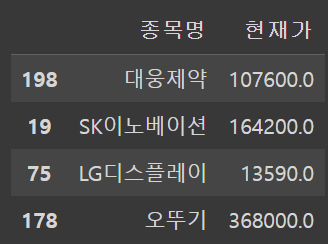 종목명 현재가
198 대웅제약 107600.0
19 SK이노베이션 164200.0
75 LG디스플레이 13590.0
178 오뚜기 368000.0